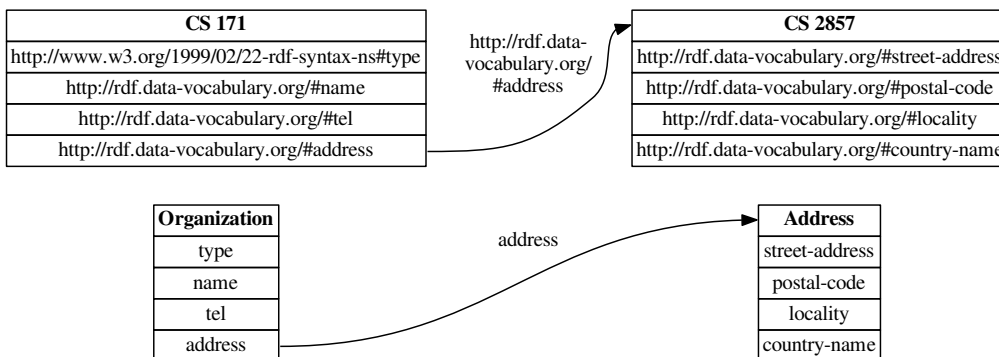 CS 171
http://www.w3.org/1999/02/22-rdf-syntax-ns#type
http://rdf.data-vocabulary.org/#name
http://rdf.data-vocabulary.org/#tel
http://rdf.data-vocabulary.org/#address
http://rdf.data-
vocabulary.org/
#address
CS 2857
http://rdf.data-vocabulary.org/#street-address
http://rdf.data-vocabulary.org/#postal-code
http://rdf.data-vocabulary.org/#locality
http://rdf.data-vocabulary.org/#country-name
Organization
type
name
tel
address
address
Address
street-address
postal-code
locality
country-name